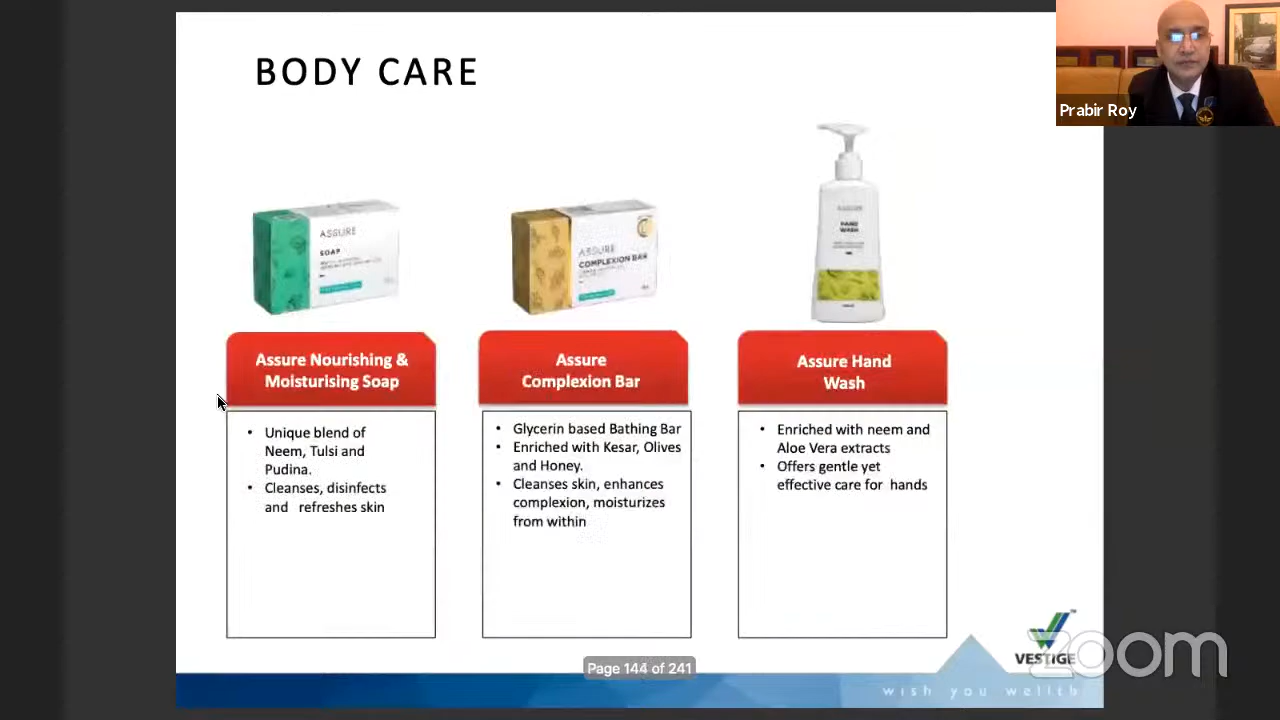 BODY CARE
Prabir Roy
ASSURE
SOAP
ASSURE
COMPLEXION BAR
ASSURE
HAND
WASH
Assure Nourishing &
Moisturising Soap
Assure
Complexion Bar
Assure Hand
Wash
• Unique blend of
Neem, Tulsi and
Pudina.
• Cleanses, disinfects
and refreshes skin
• Glycerin based Bathing Bar
• Enriched with Kesar, Olives
and Honey.
• Cleanses skin, enhances
complexion, moisturizes
from within
• Enriched with neem and
Aloe Vera extracts
• Offers gentle yet
effective care for hands
VESTIGE
zoom
Page 144 of 241
wish you wellth